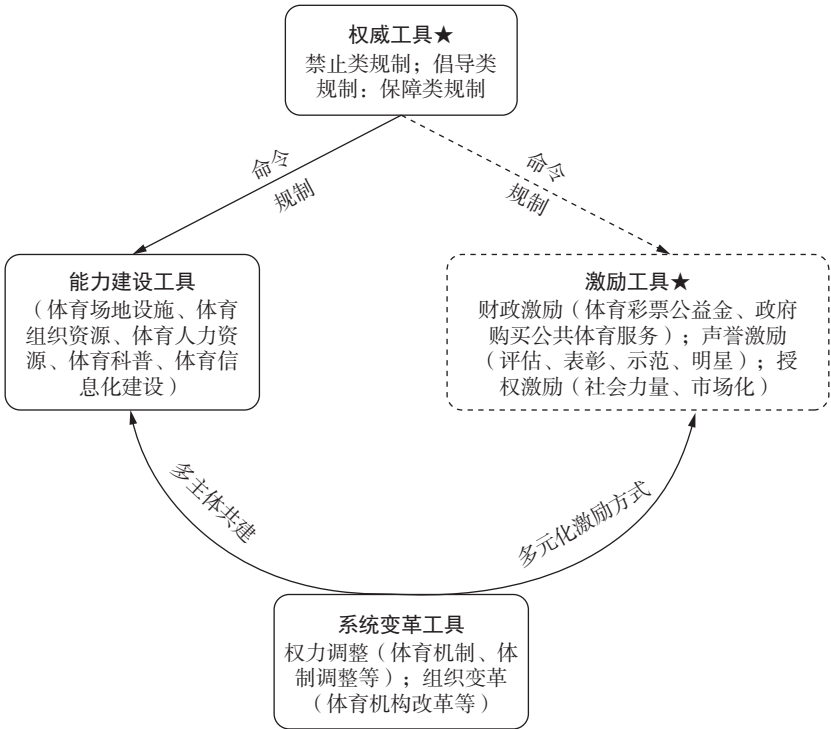 权威工具★
禁止类规制；倡导类
规制：保障类规制
命令
规制
命令
规制
能力建设工具
（体育场地设施、体育
组织资源、体育人力资
源、体育科普、体育信
息化建设）
激励工具★
财政激励（体育彩票公益金、政府
购买公共体育服务）；声誉激励
（评估、表彰、示范、明星）；授
权激励（社会力量、市场化）
多主体共建
多元化激励方式
系统变革工具
权力调整（体育机制、体
制调整等）；组织变革
（体育机构改革等）